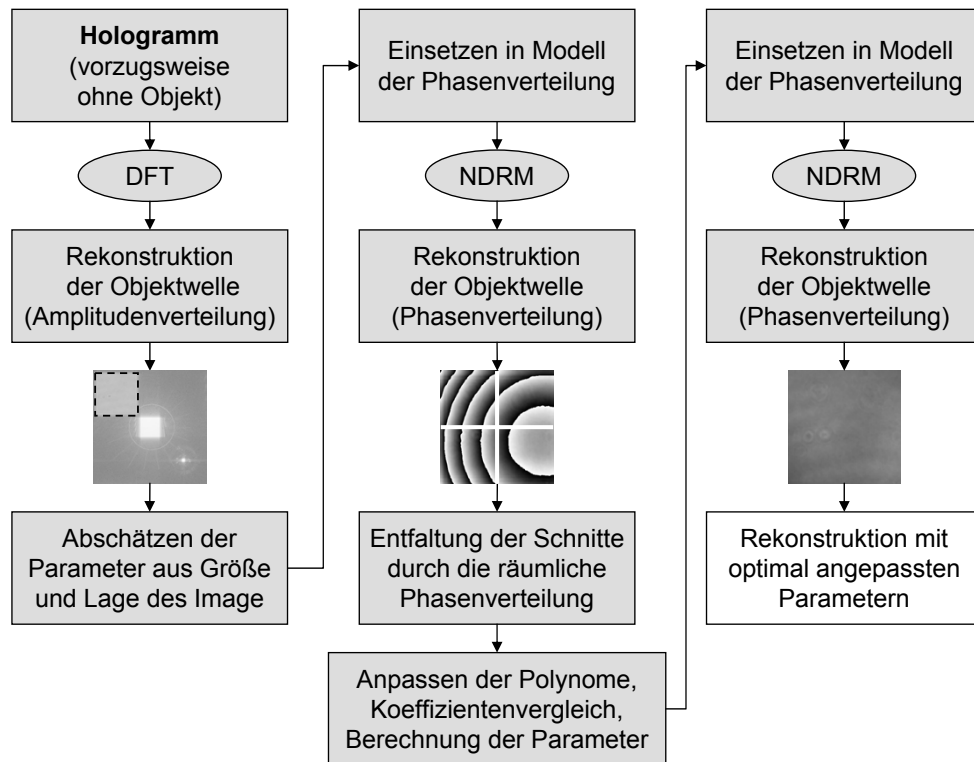 Hologramm
(vorzugsweise
ohne Objekt)
DFT
Rekonstruktion
der Objektwelle
(Amplitudenverteilung)
Abschätzen der
Parameter aus Größe
und Lage des Image
Einsetzen in Modell
der Phasenverteilung
NDRM
Rekonstruktion
der Objektwelle
(Phasenverteilung)
Entfaltung der Schnitte
durch die räumliche
Phasenverteilung
Anpassen der Polynome,
Koeffizientenvergleich,
Berechnung der Parameter
Einsetzen in Modell
der Phasenverteilung
NDRM
Rekonstruktion
der Objektwelle
(Phasenverteilung)
Rekonstruktion mit
optimal angepassten
Parametern